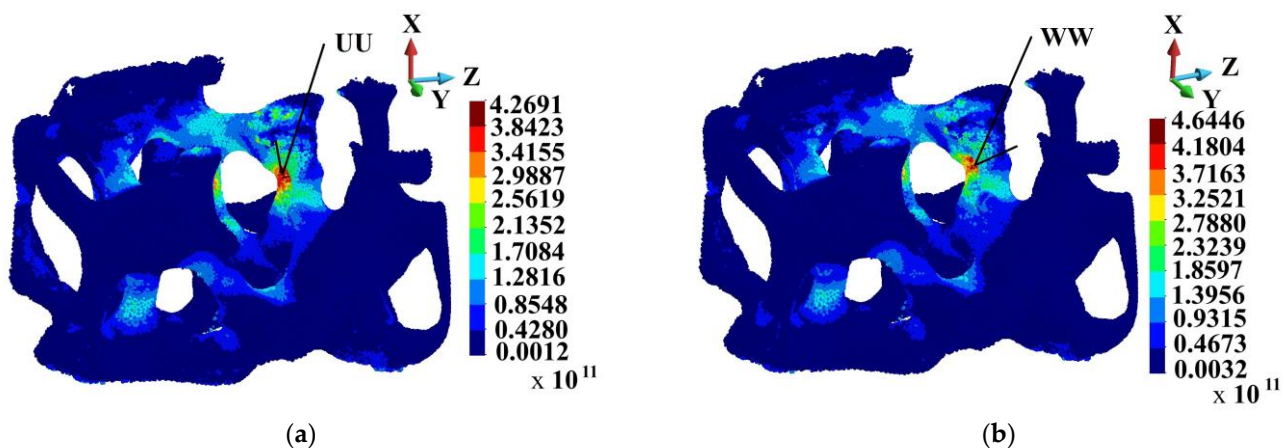 UU
X
Z
Y
4.2691
3.8423
3.4155
2.9887
2.5619
2.1352
1.7084
1.2816
0.8548
0.4280
0.0012
x 10 11
(a)
WW
X
Z
Y
4.6446
4.1804
3.7163
3.2521
2.7880
2.3239
1.8597
1.3956
0.9315
0.4673
0.0032
x 10 11
(b)